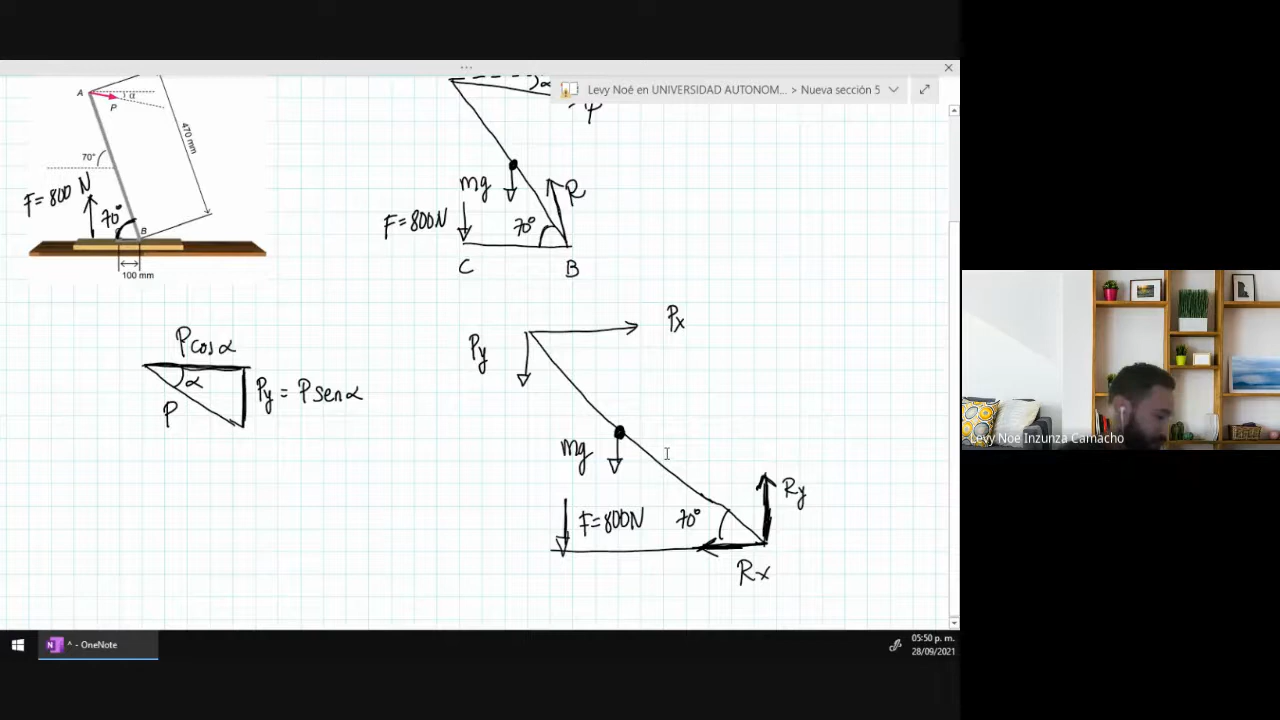 Levy Noé en UNIVERSIDAD AUTONOM... > Nueva sección 5
A
α
P
470 mm
70°
F = 800 N
70°
B
100 mm
α
P
mg
R
F = 800N
70°
C
B
Px
Py
P cos α
α
Py = P sen α
P
mg
Ry
F = 800N
70°
Rx
Levy Noe Inzunza Camacho
^ - OneNote
05:50 p. m.
28/09/2021